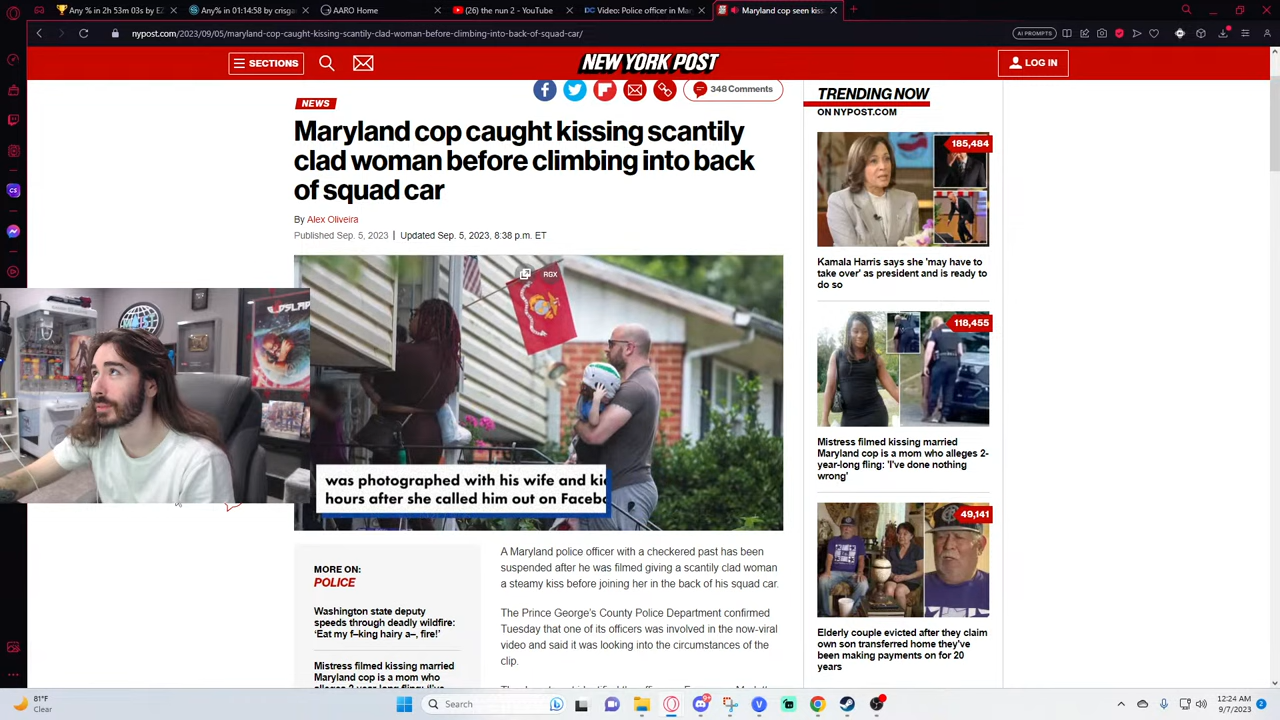 Any% in 2h 53m 03s by E
Any% in 01:14:58 by crisga
AARO Home
(26) the nun 2 - YouTube
Police officer in Mar
Maryland cop seen kis
nypost.com/2023/09/05/maryland-cop-caught-kissing-scantily-clad-woman-before-climbing-into-back-of-squad-car/
AI PROMPTS
SECTIONS
NEW YORK POST
LOG IN
348 Comments
NEWS
Maryland cop caught kissing scantily
clad woman before climbing into back
of squad car
By Alex Oliveira
Published Sep. 5, 2023 | Updated Sep. 5, 2023, 8:38 p.m. ET
RGX
was photographed with his wife and ki
hours after she called him out on Facebo
MORE ON:
POLICE
Washington state deputy
speeds through deadly wildfire:
'Eat my f–king hairy a–, fire!'
Mistress filmed kissing married
Maryland cop is a mom who
A Maryland police officer with a checkered past has been
suspended after he was filmed giving a scantily clad woman
a steamy kiss before joining her in the back of his squad car.
The Prince George's County Police Department confirmed
Tuesday that one of its officers was involved in the now-viral
video and said it was looking into the circumstances of the
clip.
TRENDING NOW
ON NYPOST.COM
185,484
Kamala Harris says she 'may have to
take over' as president and is ready to
do so
118,455
Mistress filmed kissing married
Maryland cop is a mom who alleges 2-
year-long fling: 'I've done nothing
wrong'
49,141
Elderly couple evicted after they claim
own son transferred home they've
been making payments on for 20
years
81°F
Clear
Search
12:24 AM
9/7/2023